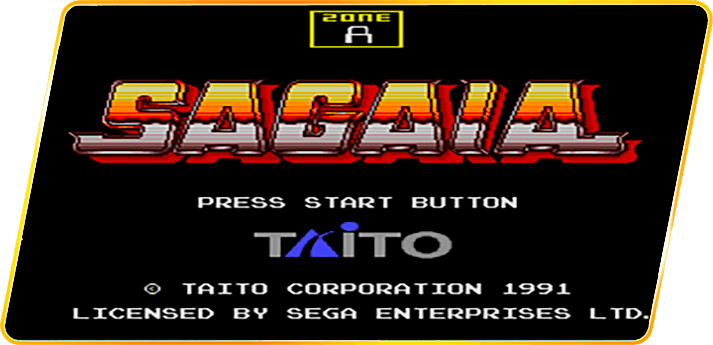 ZONE
A
SAGAIA
PRESS START BUTTON
TAITO
© TAITO CORPORATION 1991
LICENSED BY SEGA ENTERPRISES LTD.